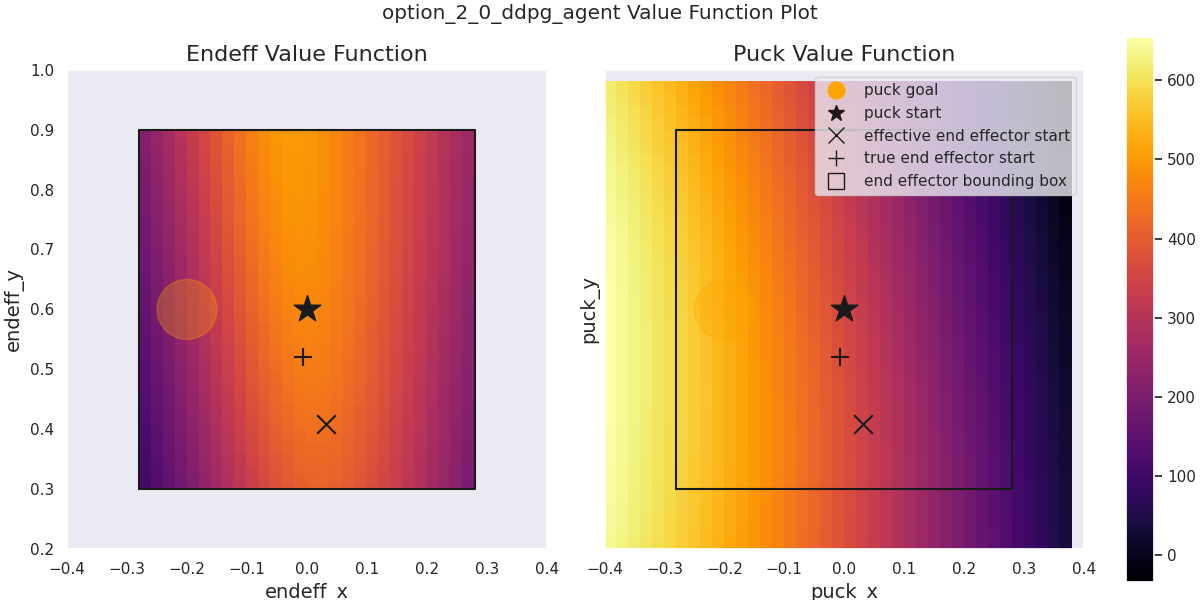 option_2_0_ddpg_agent Value Function Plot
Endeff Value Function
1.0
0.9
0.8
0.7
0.6
0.5
0.4
0.3
0.2
endeff_y
−0.4 −0.3 −0.2 −0.1 0.0 0.1 0.2 0.3 0.4
endeff_x
Puck Value Function
puck goal
puck start
effective end effector start
true end effector start
end effector bounding box
puck_y
−0.4 −0.3 −0.2 −0.1 0.0 0.1 0.2 0.3 0.4
puck_x
600
500
400
300
200
100
0